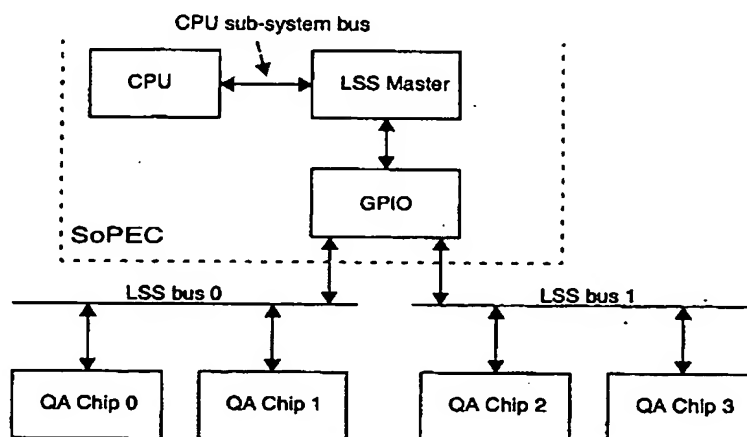 CPU sub-system bus
CPU
LSS Master
GPIO
SoPEC
LSS bus 0
LSS bus 1
QA Chip 0
QA Chip 1
QA Chip 2
QA Chip 3